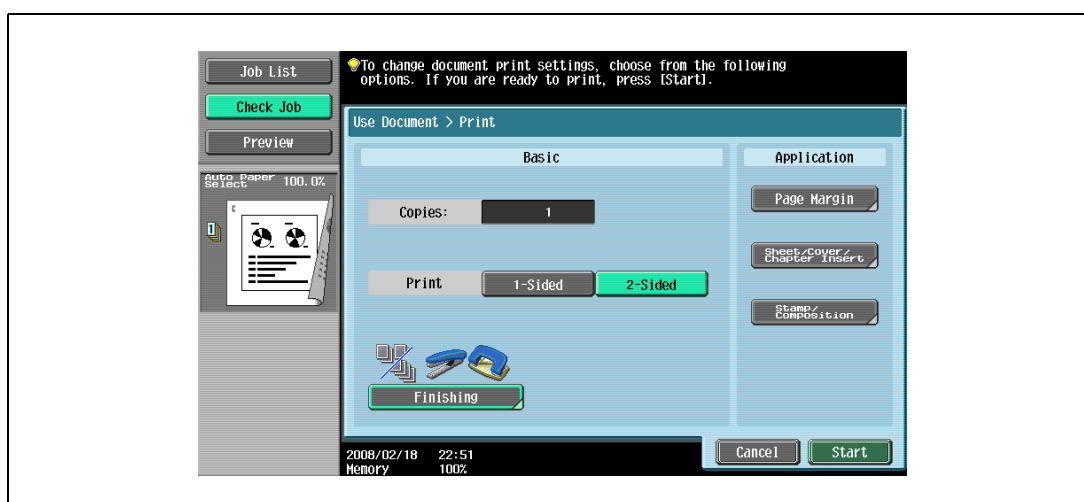 Job List
Check Job
Preview
Auto Paper
Select
100.0%
1
To change document print settings, choose from the following
options. If you are ready to print, press [Start].
Use Document > Print
Basic
Copies:
1
Print
1-Sided
2-Sided
Finishing
Application
Page Margin
Sheet/Cover/
Chapter Insert
Stamp/
Composition
2008/02/18 22:51
Memory 100%
Cancel
Start